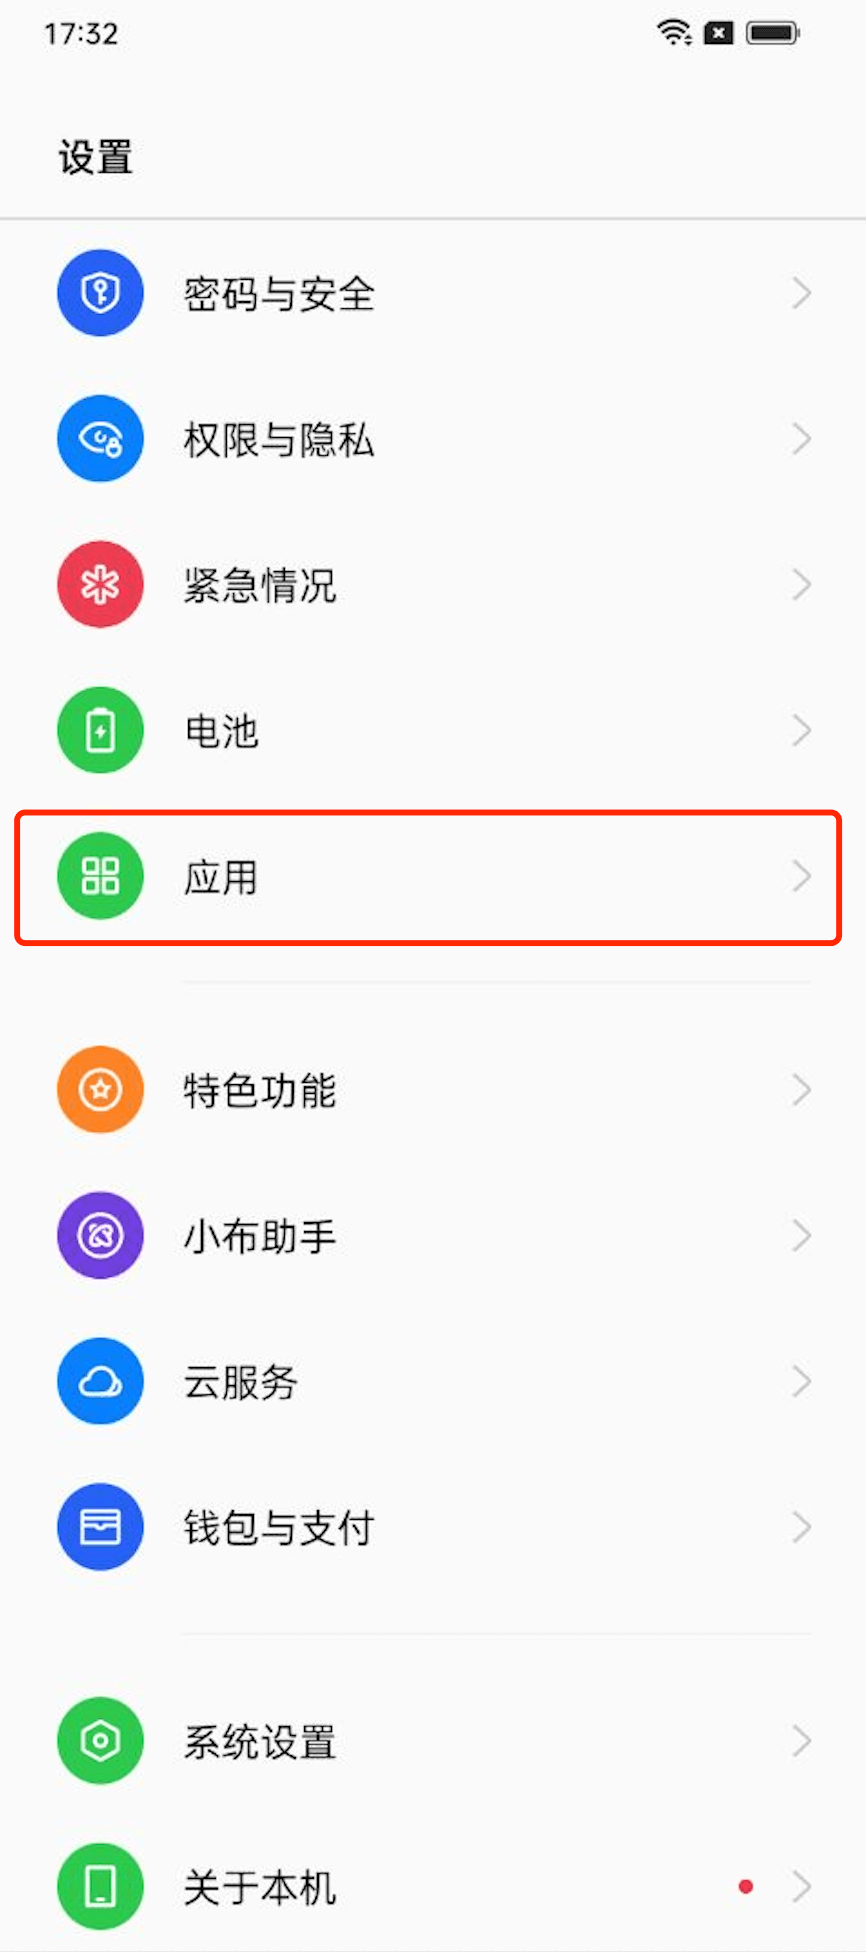 17:32
设置
密码与安全
权限与隐私
紧急情况
电池
应用
特色功能
小布助手
云服务
钱包与支付
系统设置
关于本机